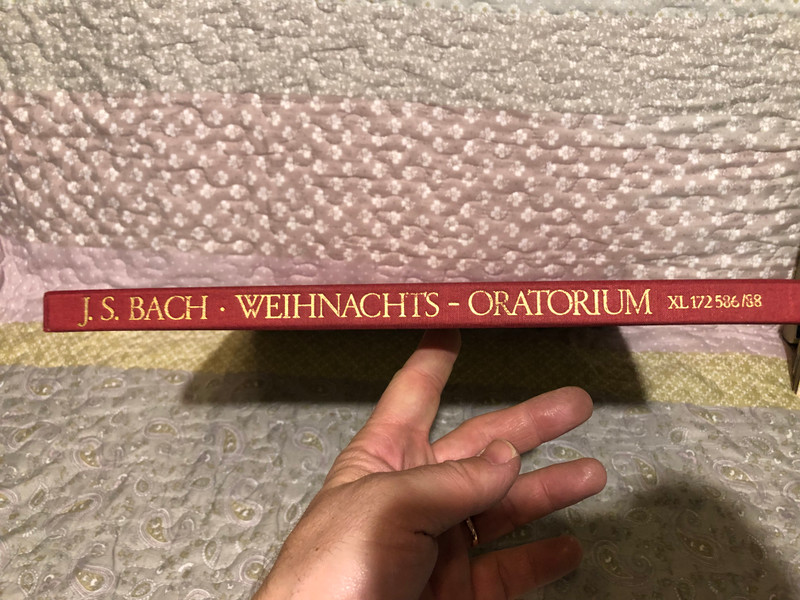 J. S. BACH · WEIHNACHTS - ORATORIUM XL 172 586/88